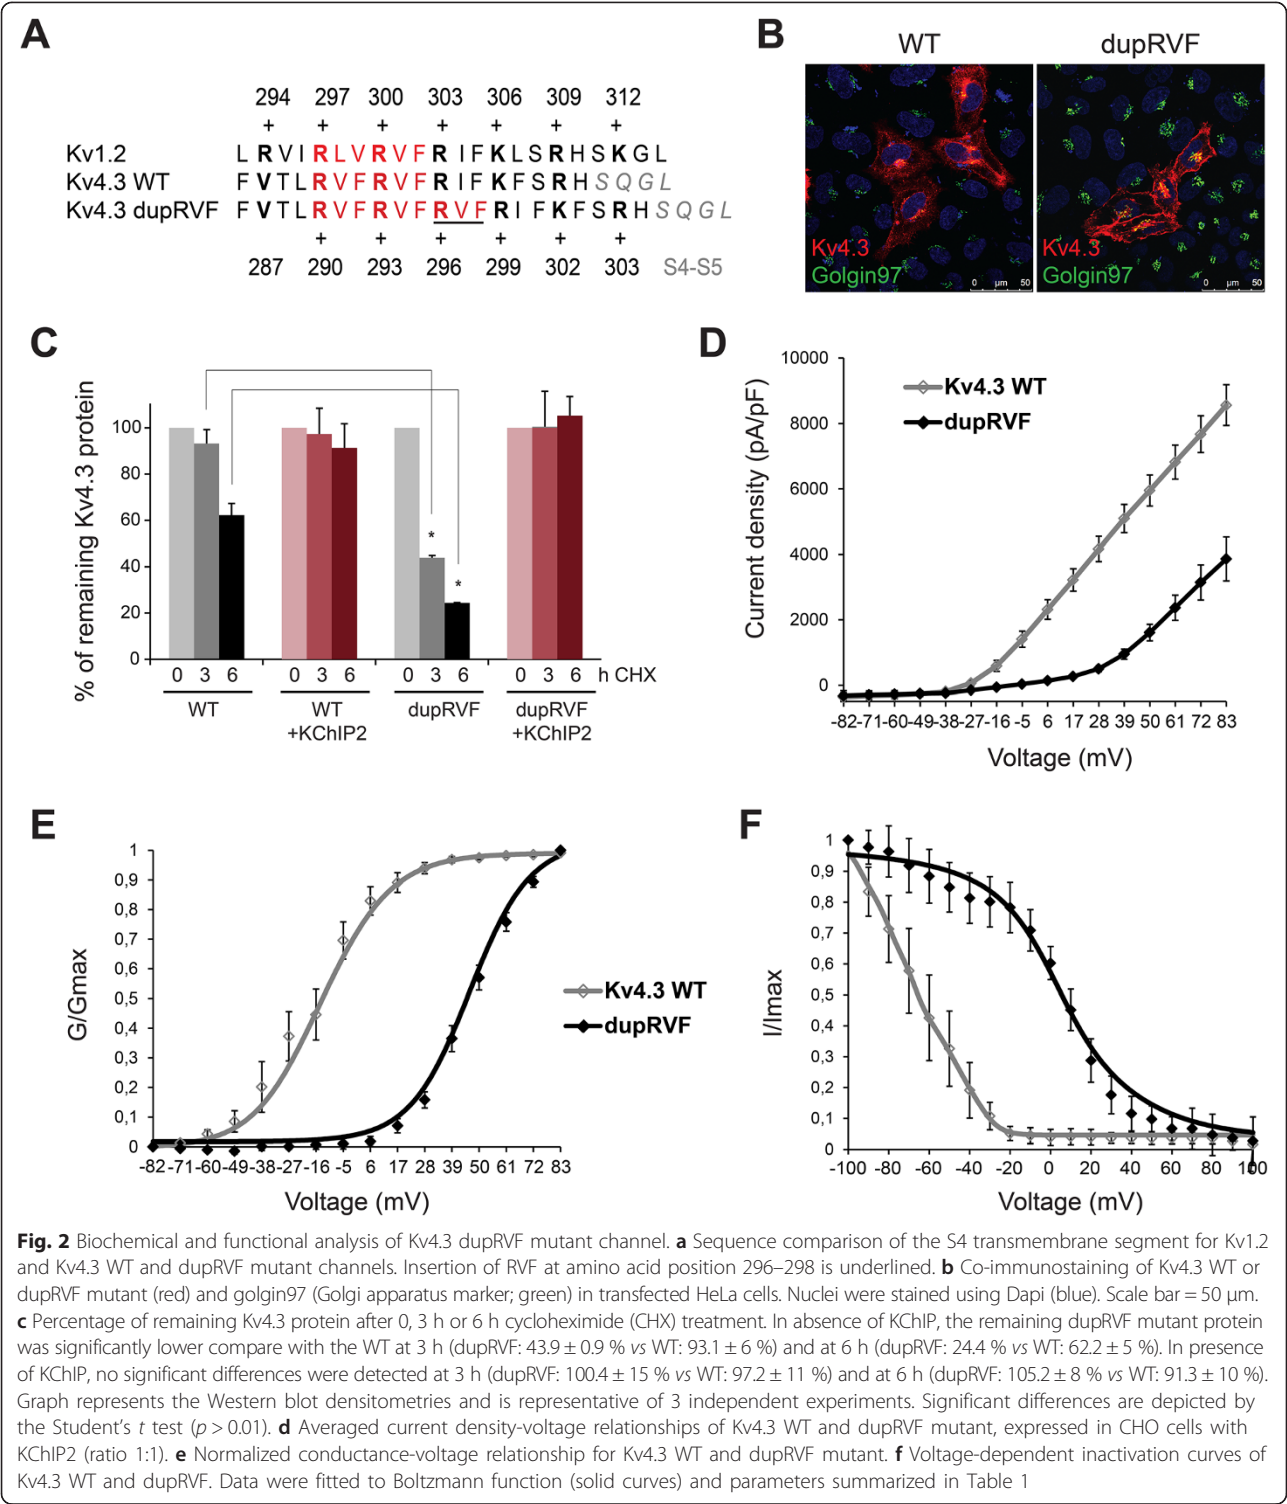 A
294 297 300 303 306 309 312
+ + + + + + +
Kv1.2 L R V I R L V R V F R I F K L S R H S K G L
Kv4.3 WT F V T L R V F R V F R I F K F S R H S Q G L
Kv4.3 dupRVF F V T L R V F R V F R V F R I F K F S R H S Q G L
+ + + + + +
287 290 293 296 299 302 303 S4-S5
B
WT dupRVF
Kv4.3
Golgin97
0 µm 50
Kv4.3
Golgin97
0 µm 50
C
% of remaining Kv4.3 protein
100
80
60
40
20
0
* *
0 3 6 0 3 6 0 3 6 0 3 6 h CHX
WT WT dupRVF dupRVF
+KChIP2 +KChIP2
D
Current density (pA/pF)
10000
8000
6000
4000
2000
0
Kv4.3 WT
dupRVF
-82 -71 -60 -49 -38 -27 -16 -5 6 17 28 39 50 61 72 83
Voltage (mV)
E
G/Gmax
1
0,9
0,8
0,7
0,6
0,5
0,4
0,3
0,2
0,1
0
Kv4.3 WT
dupRVF
-82 -71 -60 -49 -38 -27 -16 -5 6 17 28 39 50 61 72 83
Voltage (mV)
F
I/Imax
1
0,9
0,8
0,7
0,6
0,5
0,4
0,3
0,2
0,1
0
-100 -80 -60 -40 -20 0 20 40 60 80 100
Voltage (mV)
Fig. 2 Biochemical and functional analysis of Kv4.3 dupRVF mutant channel. a Sequence comparison of the S4 transmembrane segment for Kv1.2
and Kv4.3 WT and dupRVF mutant channels. Insertion of RVF at amino acid position 296–298 is underlined. b Co-immunostaining of Kv4.3 WT or
dupRVF mutant (red) and golgin97 (Golgi apparatus marker; green) in transfected HeLa cells. Nuclei were stained using Dapi (blue). Scale bar = 50 µm.
c Percentage of remaining Kv4.3 protein after 0, 3 h or 6 h cycloheximide (CHX) treatment. In absence of KChIP, the remaining dupRVF mutant protein
was significantly lower compare with the WT at 3 h (dupRVF: 43.9 ± 0.9 % vs WT: 93.1 ± 6 %) and at 6 h (dupRVF: 24.4 % vs WT: 62.2 ± 5 %). In presence
of KChIP, no significant differences were detected at 3 h (dupRVF: 100.4 ± 15 % vs WT: 97.2 ± 11 %) and at 6 h (dupRVF: 105.2 ± 8 % vs WT: 91.3 ± 10 %).
Graph represents the Western blot densitometries and is representative of 3 independent experiments. Significant differences are depicted by
the Student's t test (p > 0.01). d Averaged current density-voltage relationships of Kv4.3 WT and dupRVF mutant, expressed in CHO cells with
KChIP2 (ratio 1:1). e Normalized conductance-voltage relationship for Kv4.3 WT and dupRVF mutant. f Voltage-dependent inactivation curves of
Kv4.3 WT and dupRVF. Data were fitted to Boltzmann function (solid curves) and parameters summarized in Table 1